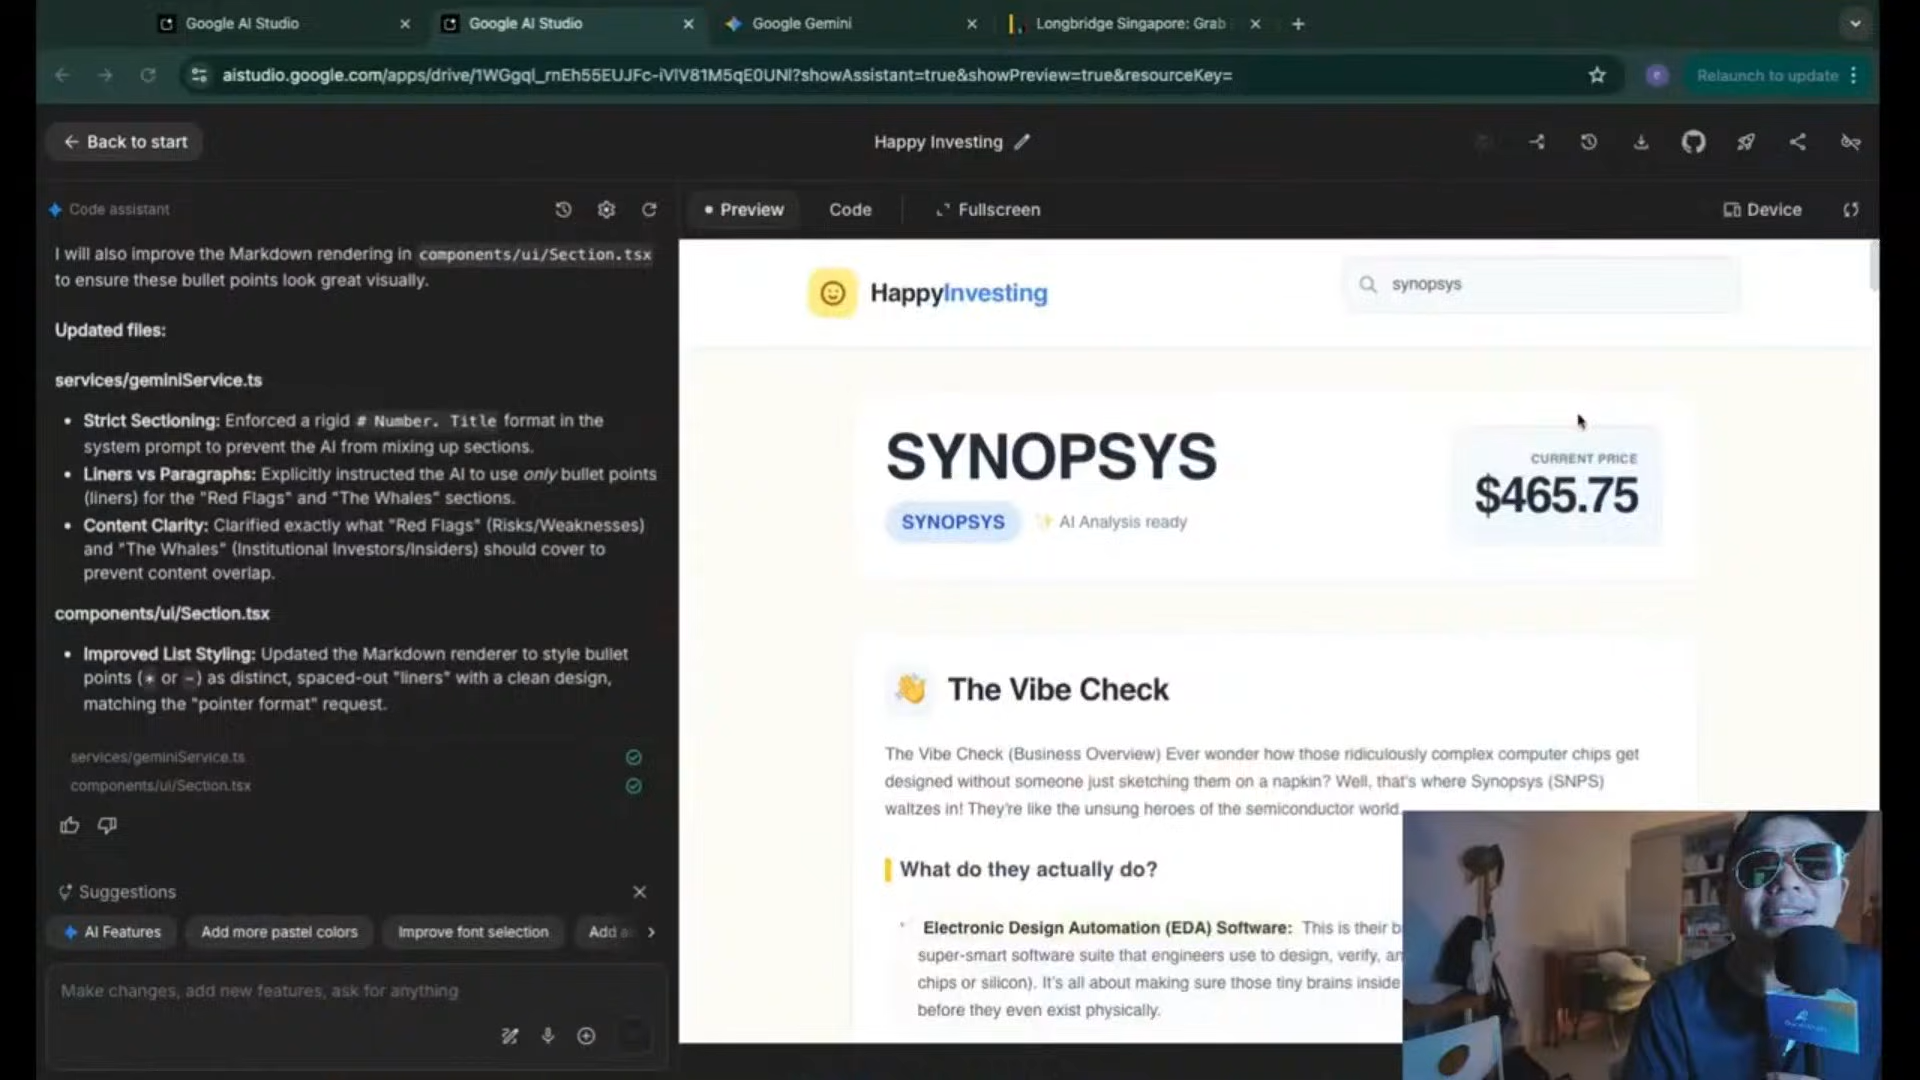 Google AI Studio
Google AI Studio
Google Gemini
Longbridge Singapore: Grab
aistudio.google.com/apps/drive/1WGgql_rnEh55EUJFc-iVlV81M5qE0UNl?showAssistant=true&showPreview=true&resourceKey=
Relaunch to update
Back to start
Happy Investing
Code assistant
I will also improve the Markdown rendering in components/ui/Section.tsx
to ensure these bullet points look great visually.
Updated files:
services/geminiService.ts
• Strict Sectioning: Enforced a rigid # Number. Title format in the
system prompt to prevent the AI from mixing up sections.
• Liners vs Paragraphs: Explicitly instructed the AI to use only bullet points
(liners) for the "Red Flags" and "The Whales" sections.
• Content Clarity: Clarified exactly what "Red Flags" (Risks/Weaknesses)
and "The Whales" (Institutional Investors/Insiders) should cover to
prevent content overlap.
components/ui/Section.tsx
• Improved List Styling: Updated the Markdown renderer to style bullet
points (* or -) as distinct, spaced-out "liners" with a clean design,
matching the "pointer format" request.
services/geminiService.ts
components/ui/Section.tsx
Suggestions
AI Features
Add more pastel colors
Improve font selection
Add
Make changes, add new features, ask for anything
Preview
Code
Fullscreen
Device
HappyInvesting
synopsys
SYNOPSYS
SYNOPSYS
AI Analysis ready
CURRENT PRICE
$465.75
The Vibe Check
The Vibe Check (Business Overview) Ever wonder how those ridiculously complex computer chips get
designed without someone just sketching them on a napkin? Well, that's where Synopsys (SNPS)
waltzes in! They're like the unsung heroes of the semiconductor world.
What do they actually do?
Electronic Design Automation (EDA) Software: This is their b
super-smart software suite that engineers use to design, verify, an
chips or silicon). It's all about making sure those tiny brains inside
before they even exist physically.